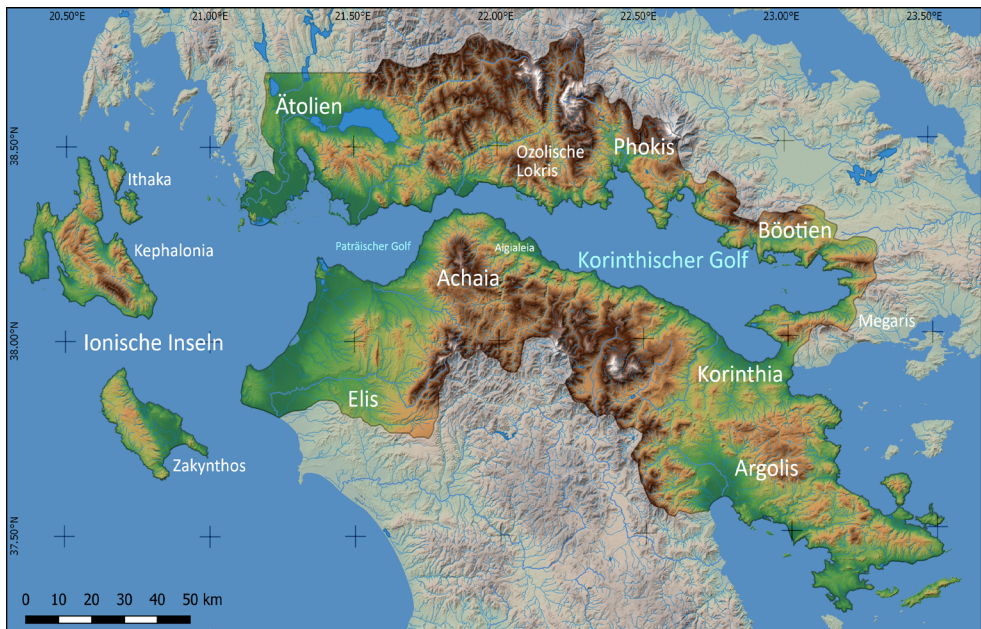 20.50°E
21.00°E
21.50°E
22.00°E
22.50°E
23.00°E
23.50°E
38.50°N
38.00°N
37.50°N
Ätolien
Ozolische
Lokris
Phokis
Ithaka
Kephalonia
Böotien
Paträischer Golf
Aigialeia
Korinthischer Golf
Achaia
Megaris
Ionische Inseln
Korinthia
Elis
Zakynthos
Argolis
0 10 20 30 40 50 km